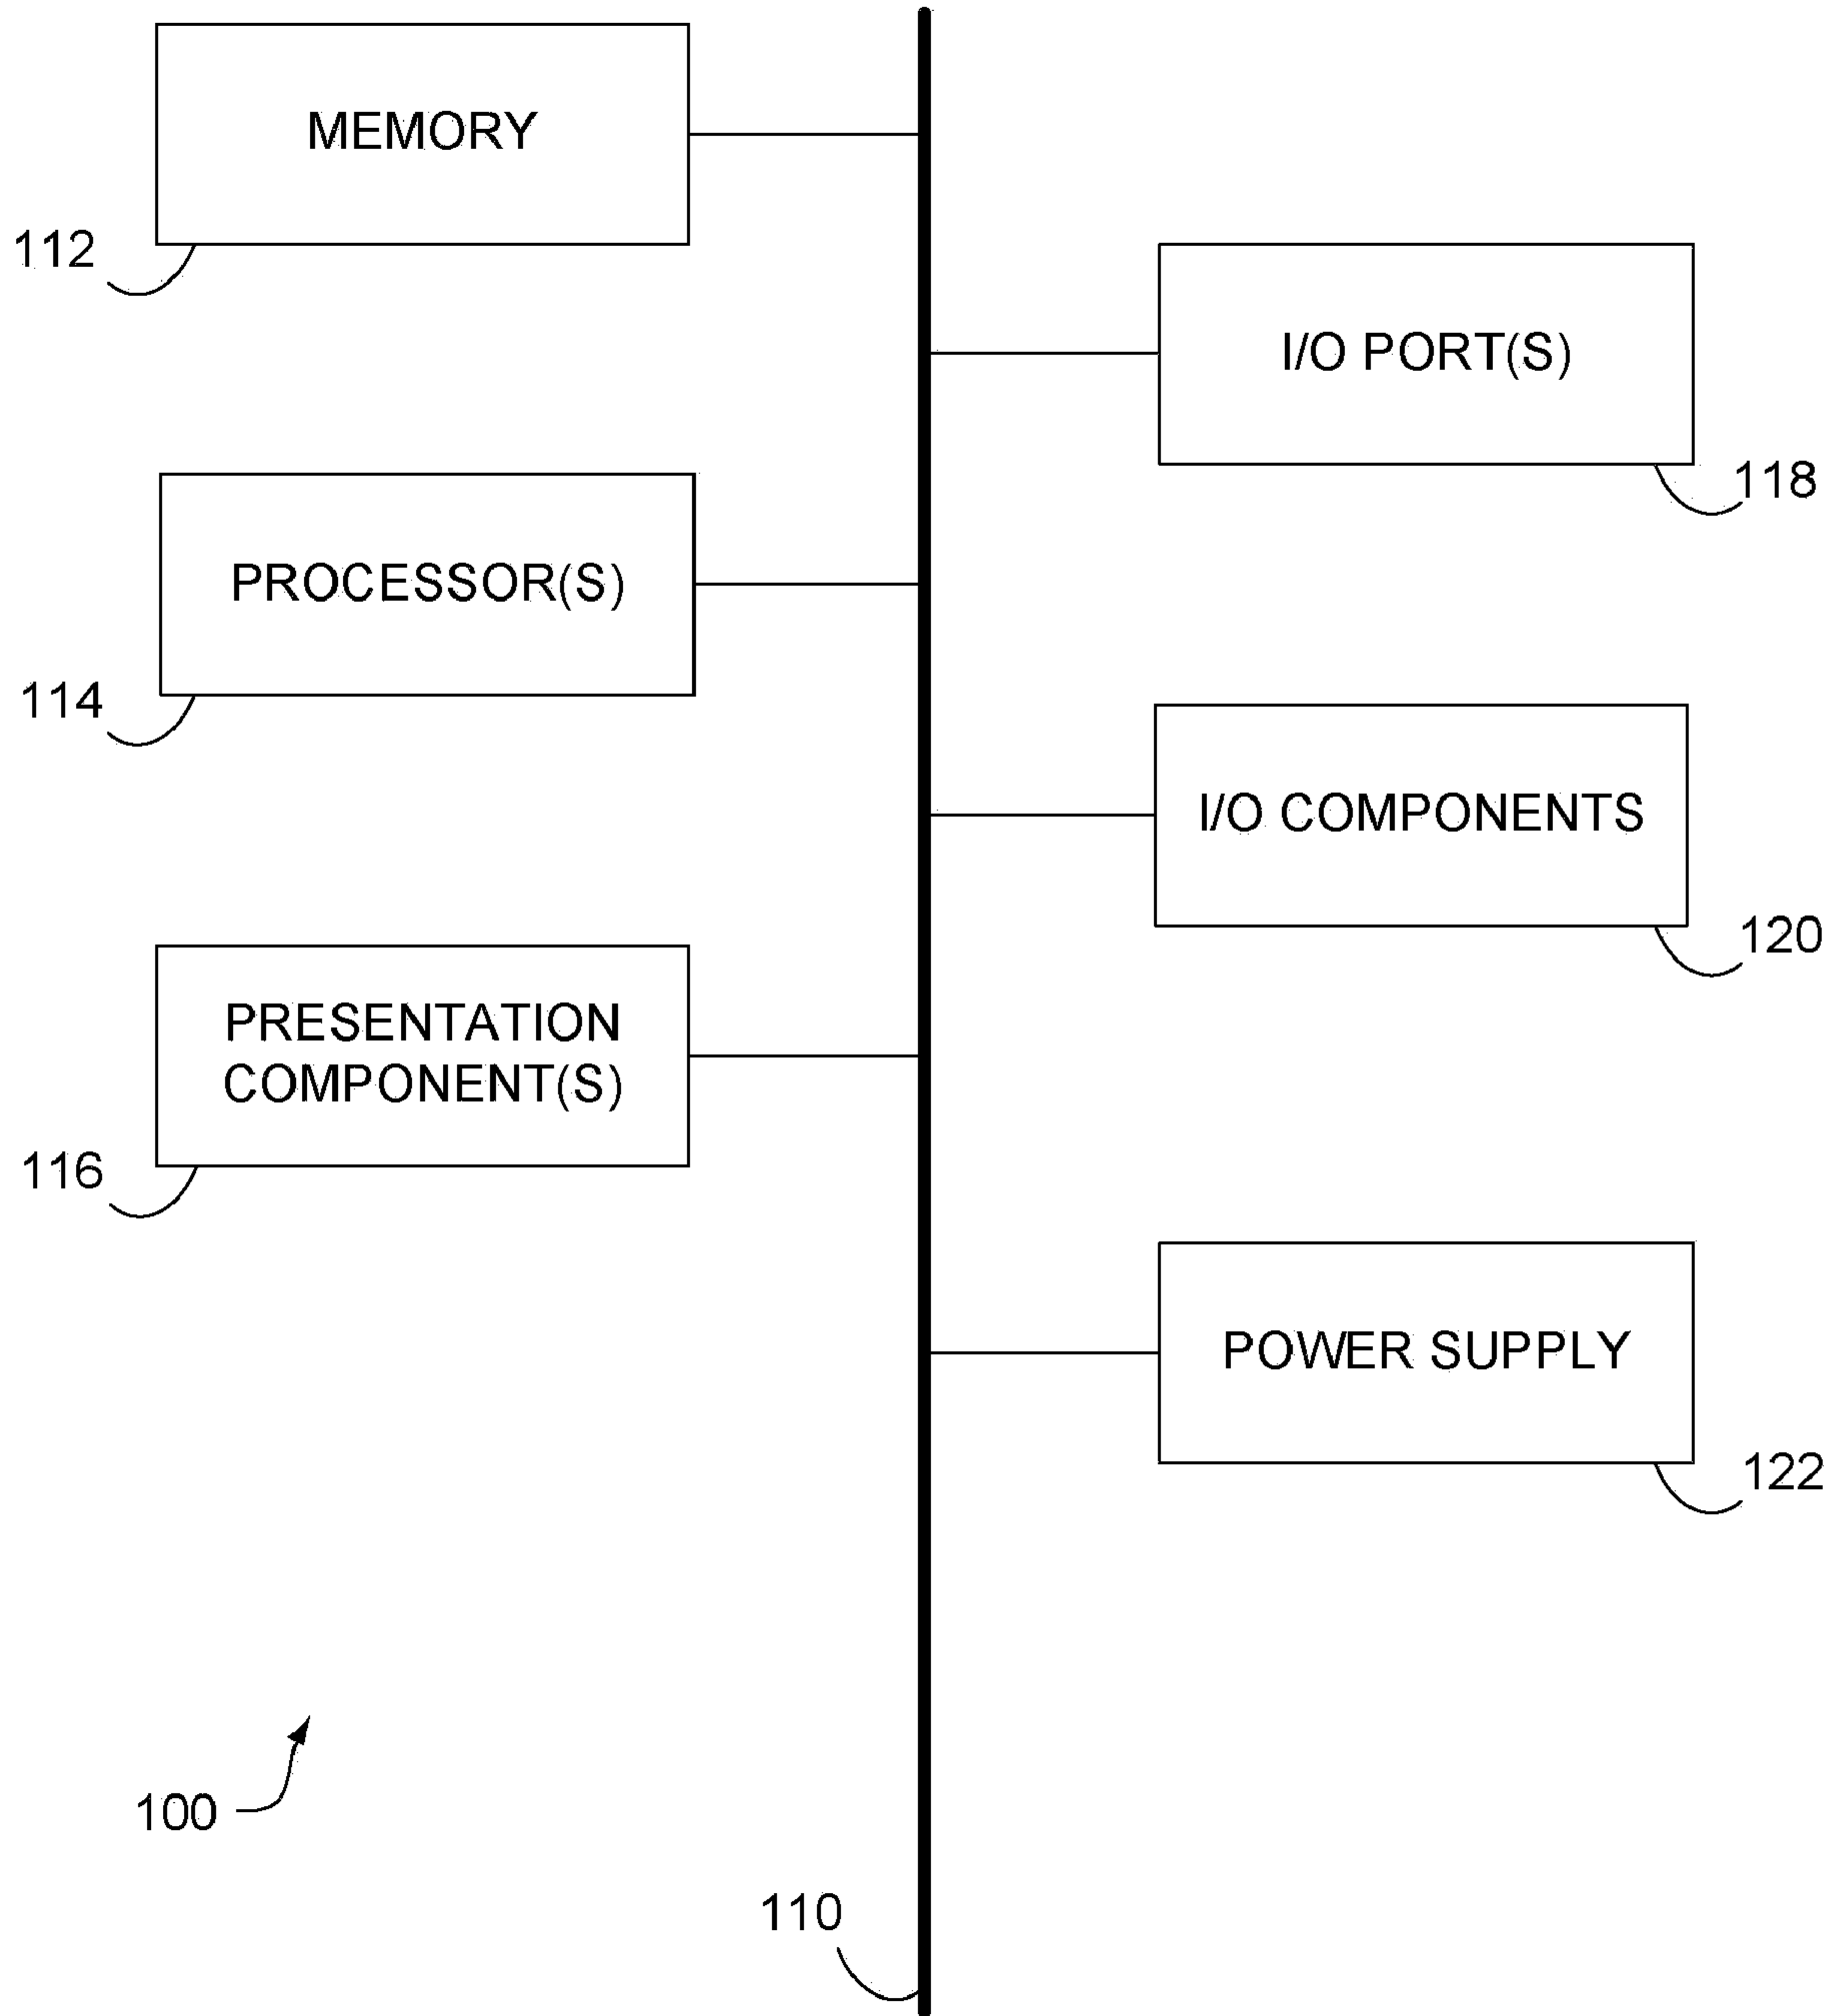 MEMORY
112
I/O PORT(S)
118
PROCESSOR(S)
114
I/O COMPONENTS
120
PRESENTATION
COMPONENT(S)
116
POWER SUPPLY
122
100
110